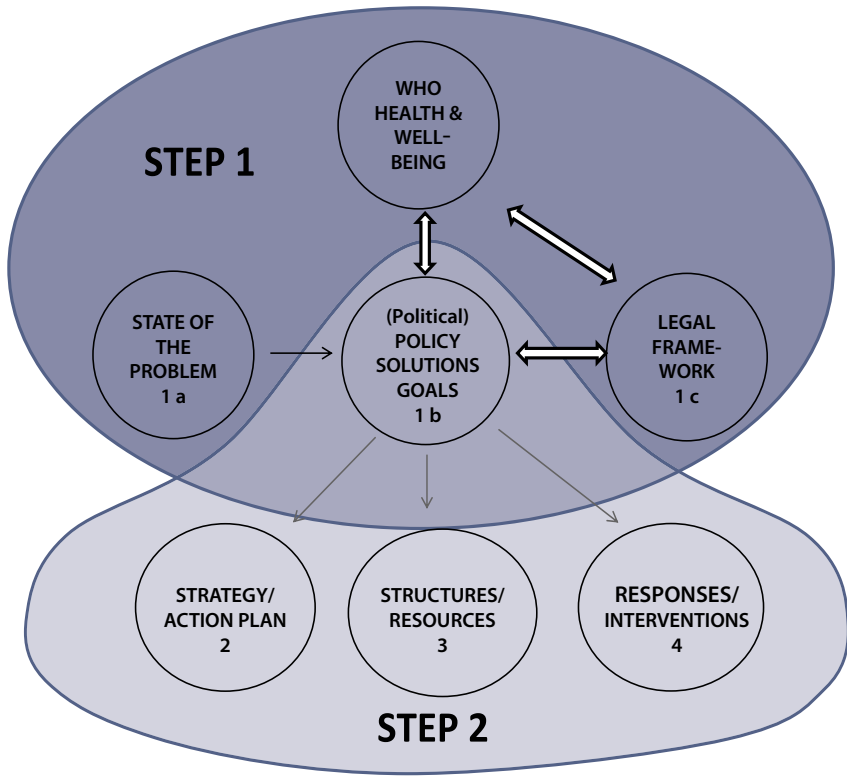 WHO
HEALTH &
WELL-
BEING
STEP 1
STATE OF
THE
PROBLEM
1 a
(Political)
POLICY
SOLUTIONS
GOALS
1 b
LEGAL
FRAME-
WORK
1 c
STRATEGY/
ACTION PLAN
2
STRUCTURES/
RESOURCES
3
RESPONSES/
INTERVENTIONS
4
STEP 2